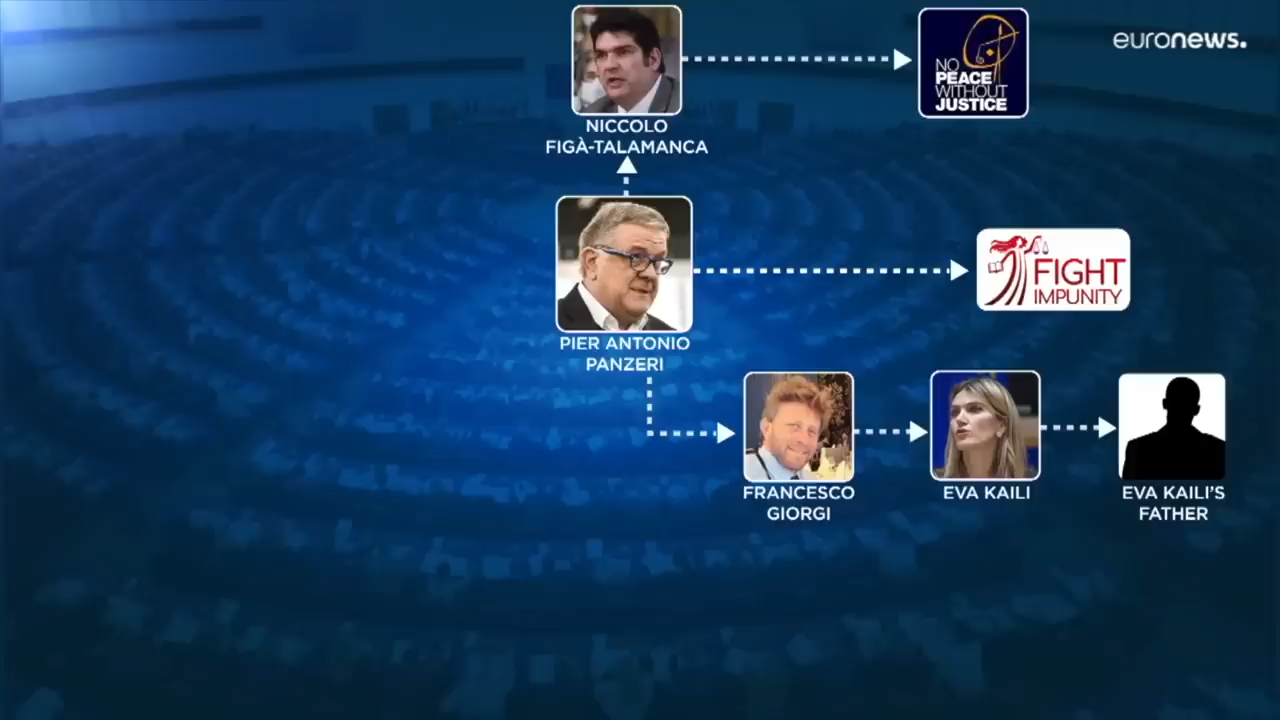 euronews.
NO
PEACE
WITHOUT
JUSTICE
NICCOLO
FIGÀ-TALAMANCA
FIGHT
IMPUNITY
PIER ANTONIO
PANZERI
FRANCESCO
GIORGI
EVA KAILI
EVA KAILI'S
FATHER